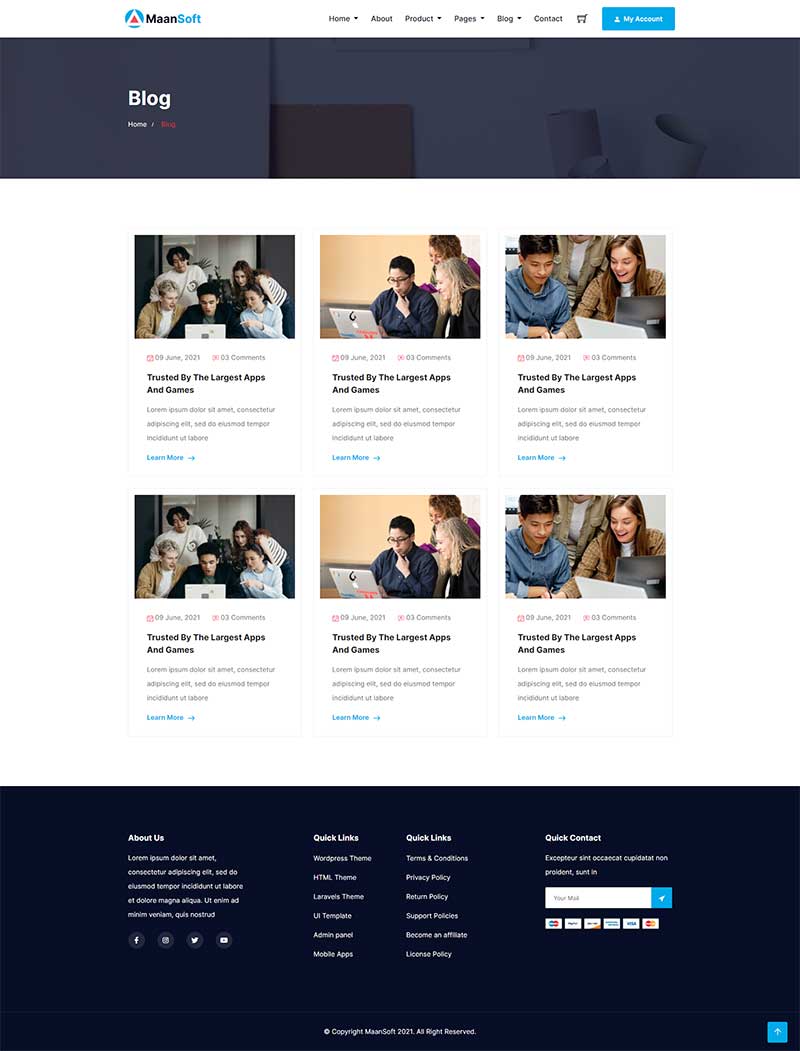 MaanSoft
Home About Product Pages Blog Contact My Account
Blog
Home / Blog
09 June, 2021 03 Comments
Trusted By The Largest Apps
And Games
Lorem ipsum dolor sit amet, consectetur
adipiscing elit, sed do eiusmod tempor
incididunt ut labore
Learn More
09 June, 2021 03 Comments
Trusted By The Largest Apps
And Games
Lorem ipsum dolor sit amet, consectetur
adipiscing elit, sed do eiusmod tempor
incididunt ut labore
Learn More
09 June, 2021 03 Comments
Trusted By The Largest Apps
And Games
Lorem ipsum dolor sit amet, consectetur
adipiscing elit, sed do eiusmod tempor
incididunt ut labore
Learn More
09 June, 2021 03 Comments
Trusted By The Largest Apps
And Games
Lorem ipsum dolor sit amet, consectetur
adipiscing elit, sed do eiusmod tempor
incididunt ut labore
Learn More
09 June, 2021 03 Comments
Trusted By The Largest Apps
And Games
Lorem ipsum dolor sit amet, consectetur
adipiscing elit, sed do eiusmod tempor
incididunt ut labore
Learn More
09 June, 2021 03 Comments
Trusted By The Largest Apps
And Games
Lorem ipsum dolor sit amet, consectetur
adipiscing elit, sed do eiusmod tempor
incididunt ut labore
Learn More
About Us
Lorem ipsum dolor sit amet,
consectetur adipiscing elit, sed do
eiusmod tempor incididunt ut labore
et dolore magna aliqua. Ut enim ad
minim veniam, quis nostrud
Quick Links
Wordpress Theme
HTML Theme
Laravels Theme
UI Template
Admin panel
Mobile Apps
Quick Links
Terms & Conditions
Privacy Policy
Return Policy
Support Policies
Become an affiliate
License Policy
Quick Contact
Excepteur sint occaecat cupidatat non
proident, sunt in
Your Mail
PayPal VISA
© Copyright MaanSoft 2021. All Right Reserved.